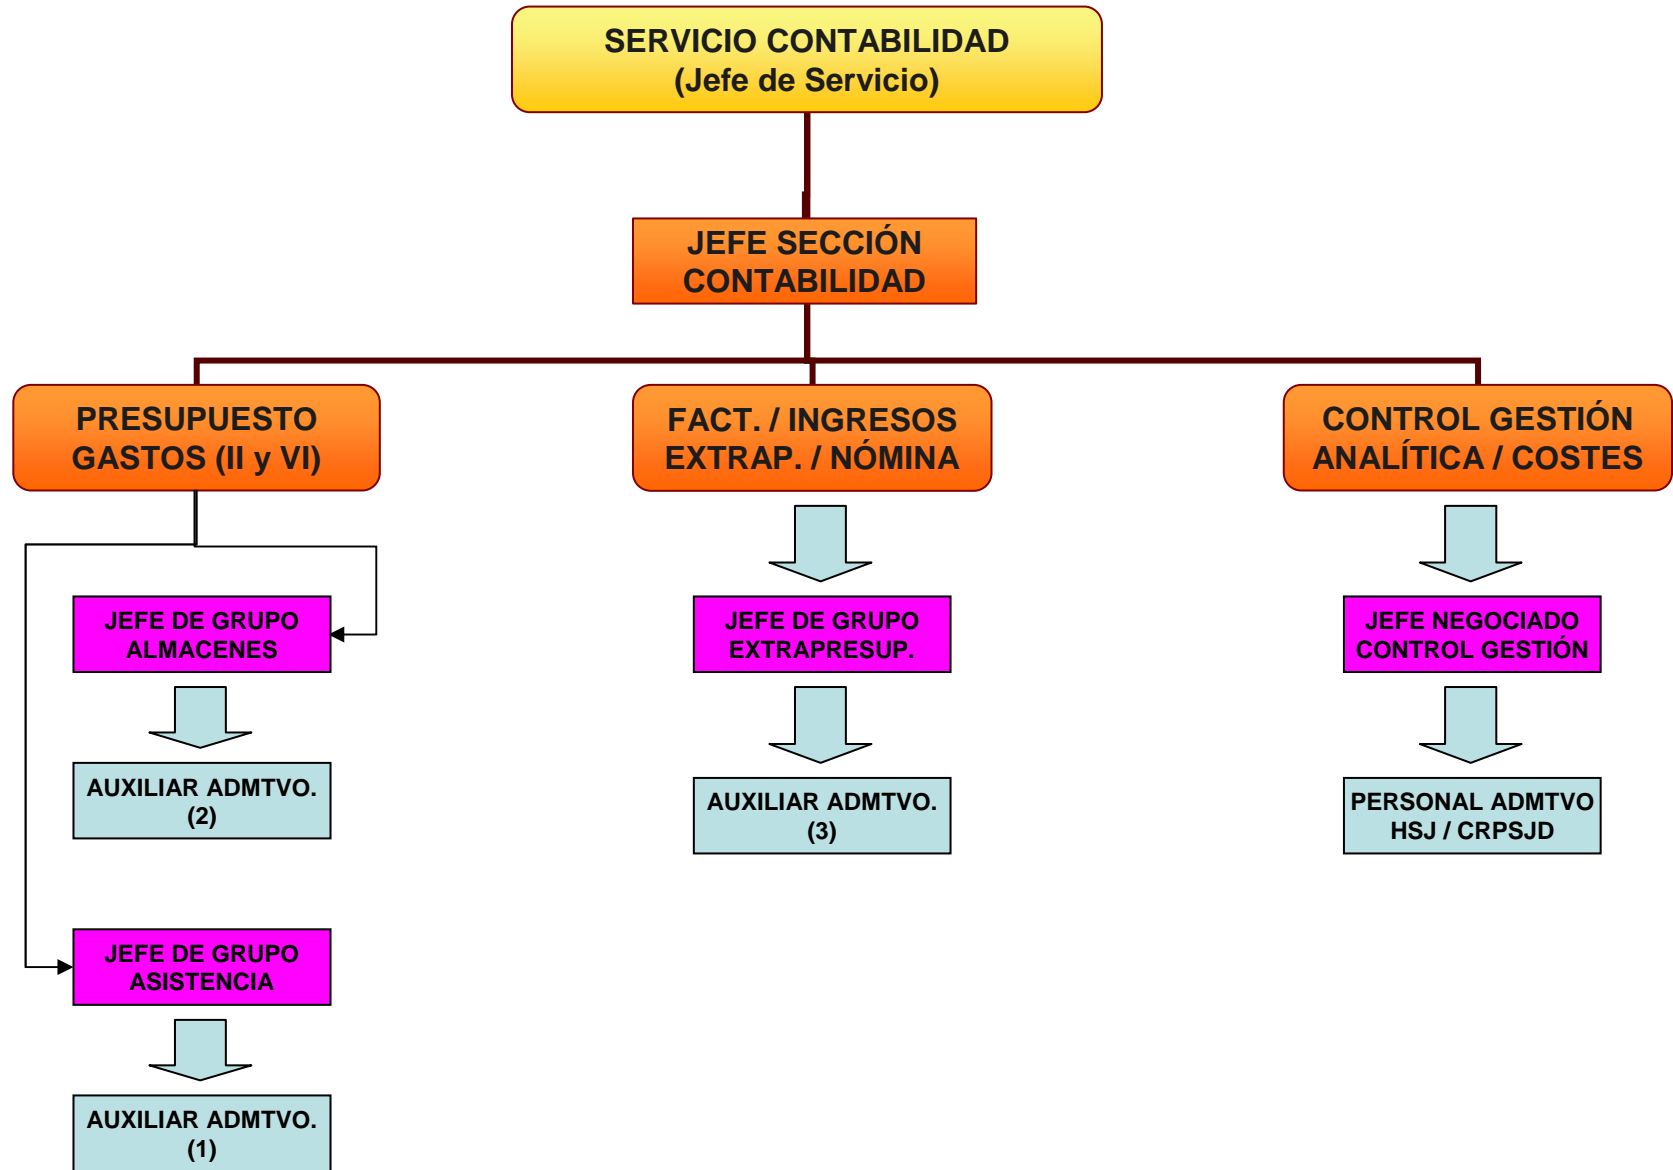 SERVICIO CONTABILIDAD
(Jefe de Servicio)
JEFE SECCIÓN
CONTABILIDAD
PRESUPUESTO
GASTOS (II y VI)
FACT. / INGRESOS
EXTRAP. / NÓMINA
CONTROL GESTIÓN
ANALÍTICA / COSTES
JEFE DE GRUPO
ALMACENES
JEFE DE GRUPO
EXTRAPRESUP.
JEFE NEGOCIADO
CONTROL GESTIÓN
AUXILIAR ADMTVO.
(2)
AUXILIAR ADMTVO.
(3)
PERSONAL ADMTVO
HSJ / CRPSJD
JEFE DE GRUPO
ASISTENCIA
AUXILIAR ADMTVO.
(1)